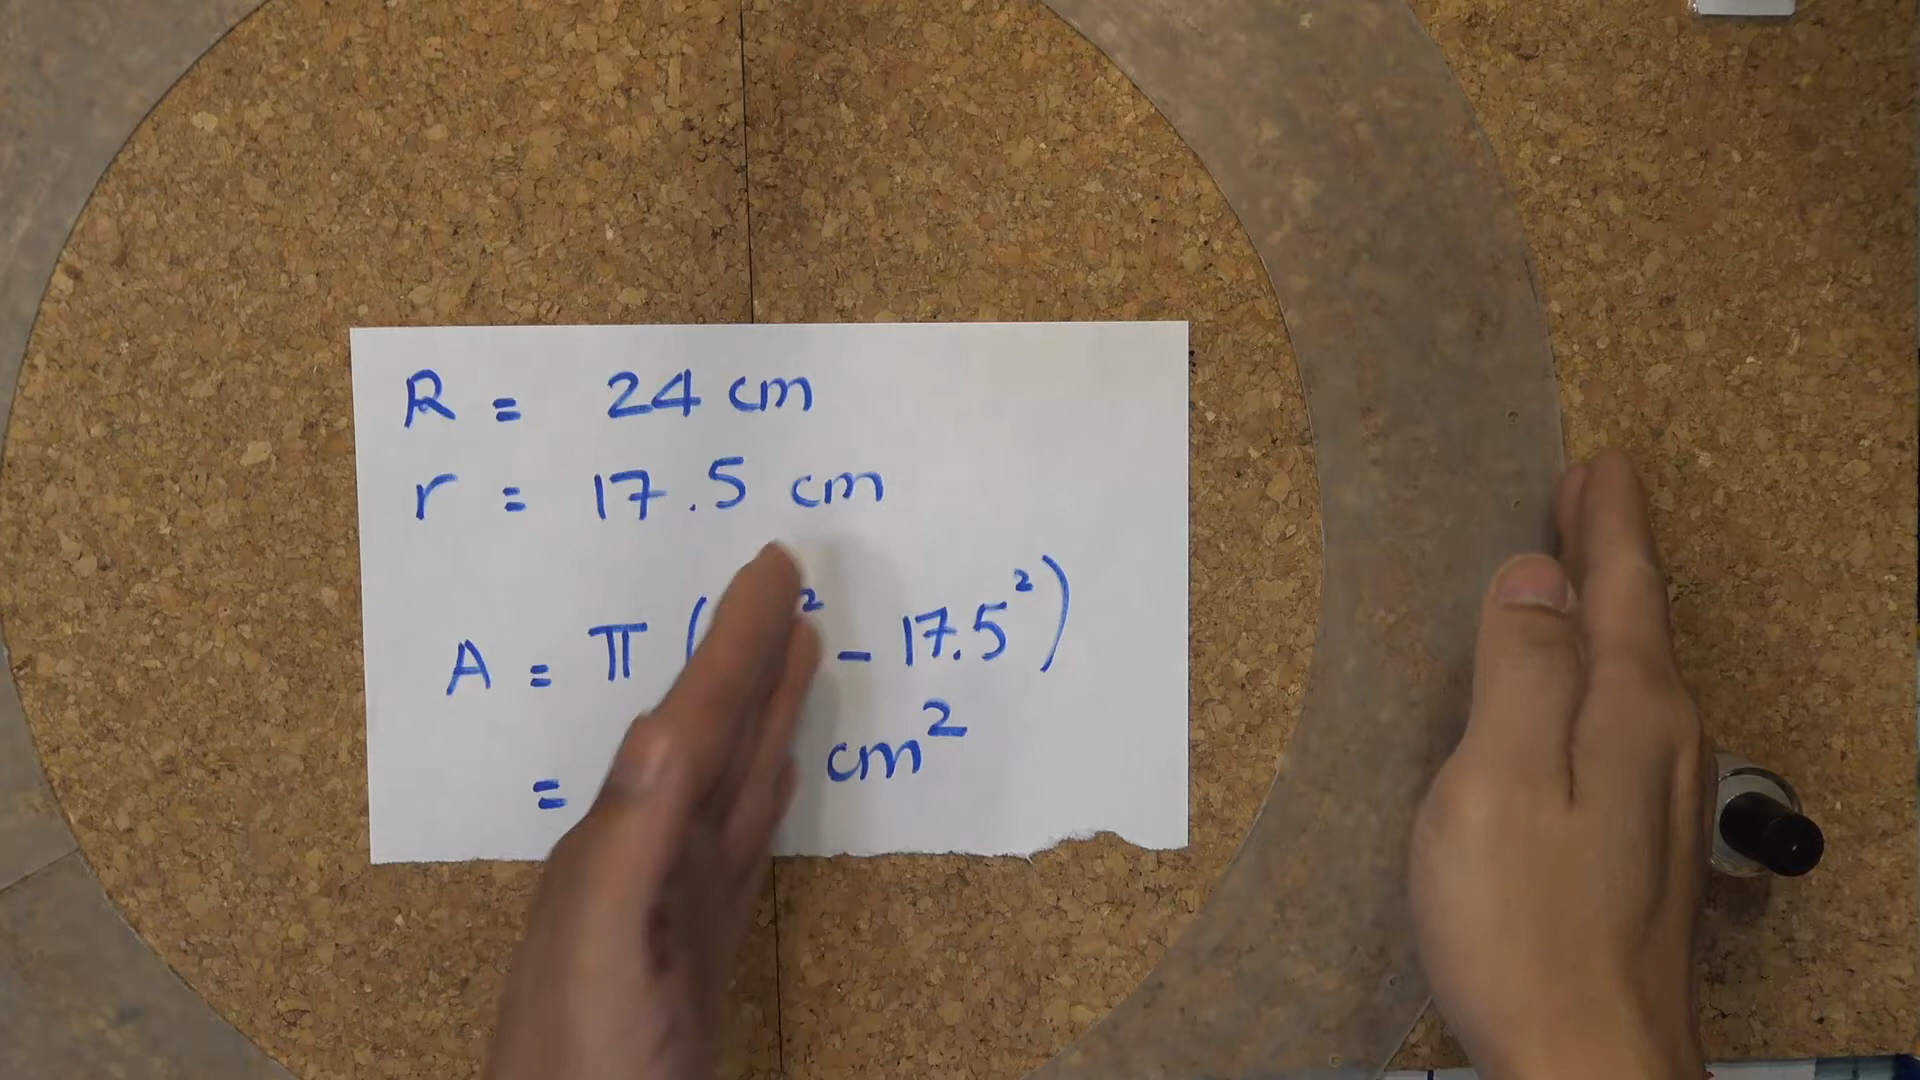 R = 24 cm
r = 17.5 cm
A = π ( ² - 17.5²)
= cm²